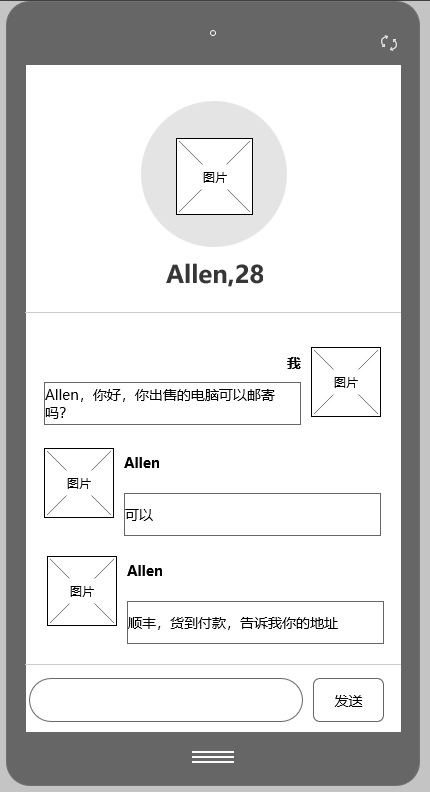 图片
Allen,28
我
图片
Allen，你好，你出售的电脑可以邮寄
吗？
图片
Allen
可以
图片
Allen
顺丰，货到付款，告诉我你的地址
发送